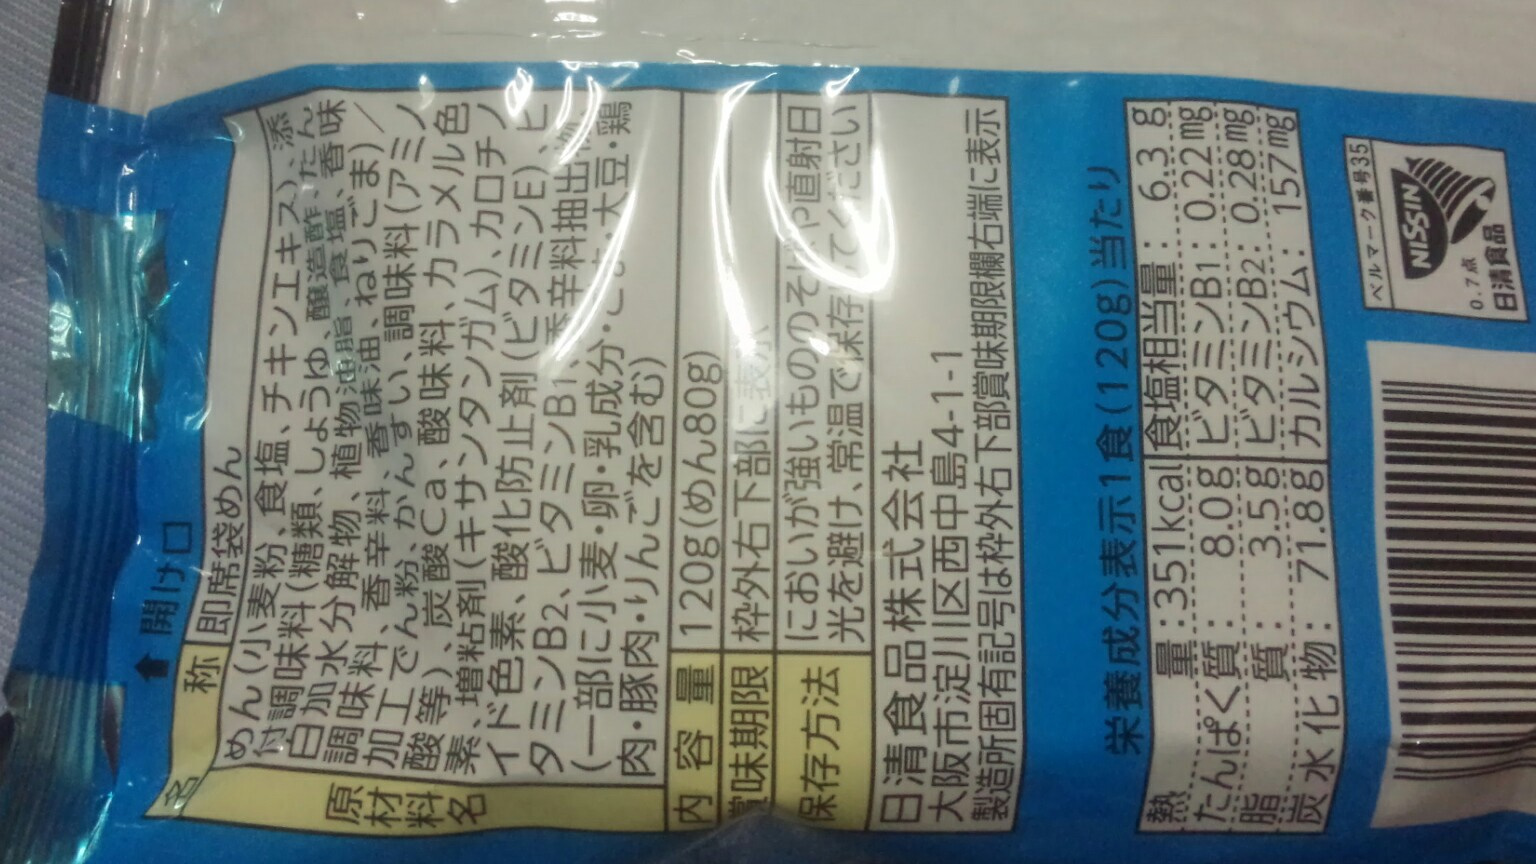 開け口
名称
即席袋めん
原材料名
めん(小麦粉、食塩、チキンエキス)、添
付調味料(糖類、しょうゆ、醸造酢、たん
白加水分解物、植物油脂、食塩、香味
調味料、香辛料、香味油、ねりごま)/
加工でん粉、かんすい、調味料(アミノ
酸等)、炭酸Ca、酸味料、カラメル色
素、増粘剤(キサンタンガム)、カロチノ
イド色素、酸化防止剤(ビタミンE)、ビ
タミンB2、ビタミンB1、香辛料抽出物、
(一部に小麦・卵・乳成分・ごま・大豆・鶏
肉・豚肉・りんごを含む)
内容量
120g(めん80g)
賞味期限
枠外右下部に表示
保存方法
においが強いもののそばや直射日
光を避け、常温で保存してください
日清食品株式会社
大阪市淀川区西中島4-1-1
製造所固有記号は枠外右下部賞味期限欄右端に表示
栄養成分表示1食(120g)当たり
熱量:351kcal 食塩相当量:6.3g
たんぱく質:8.0g ビタミンB1:0.22mg
脂質:3.5g ビタミンB2:0.28mg
炭水化物:71.8g カルシウム:157mg
ベルマーク番号35
NISSIN
0.7点
日清食品